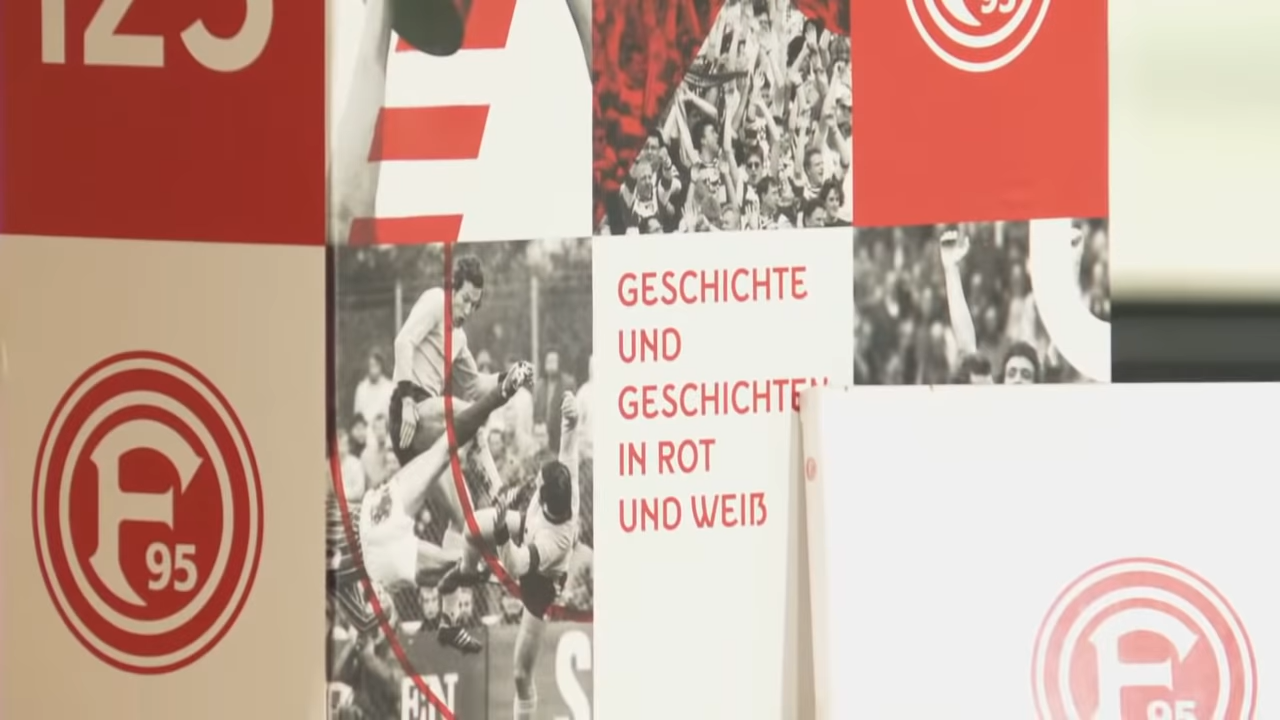 125
F 95
F 95
GESCHICHTE
UND
GESCHICHTEN
IN ROT
UND WEIß
F 95